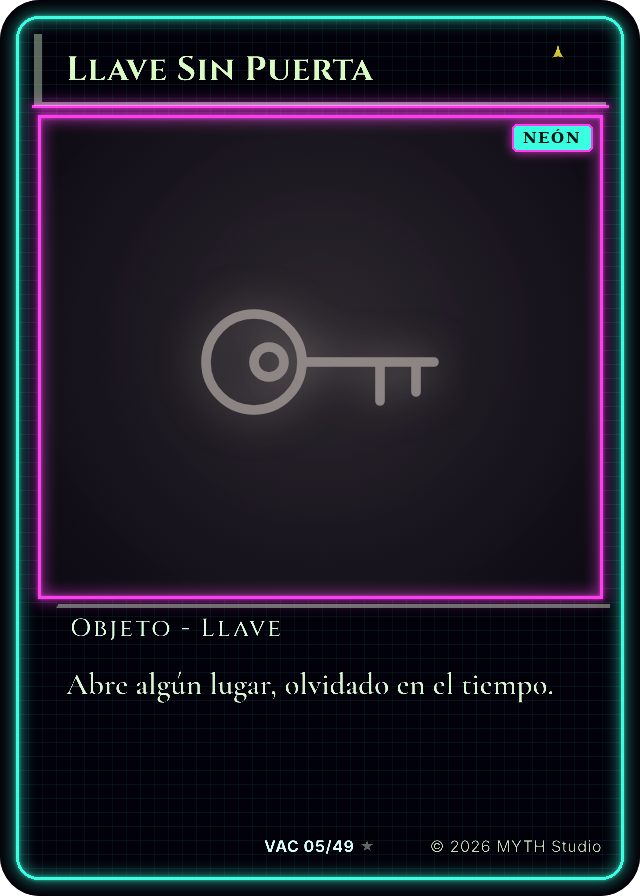 Llave Sin Puerta
NEÓN
Objeto - Llave
Abre algún lugar, olvidado en el tiempo.
VAC 05/49 ★
© 2026 MYTH Studio